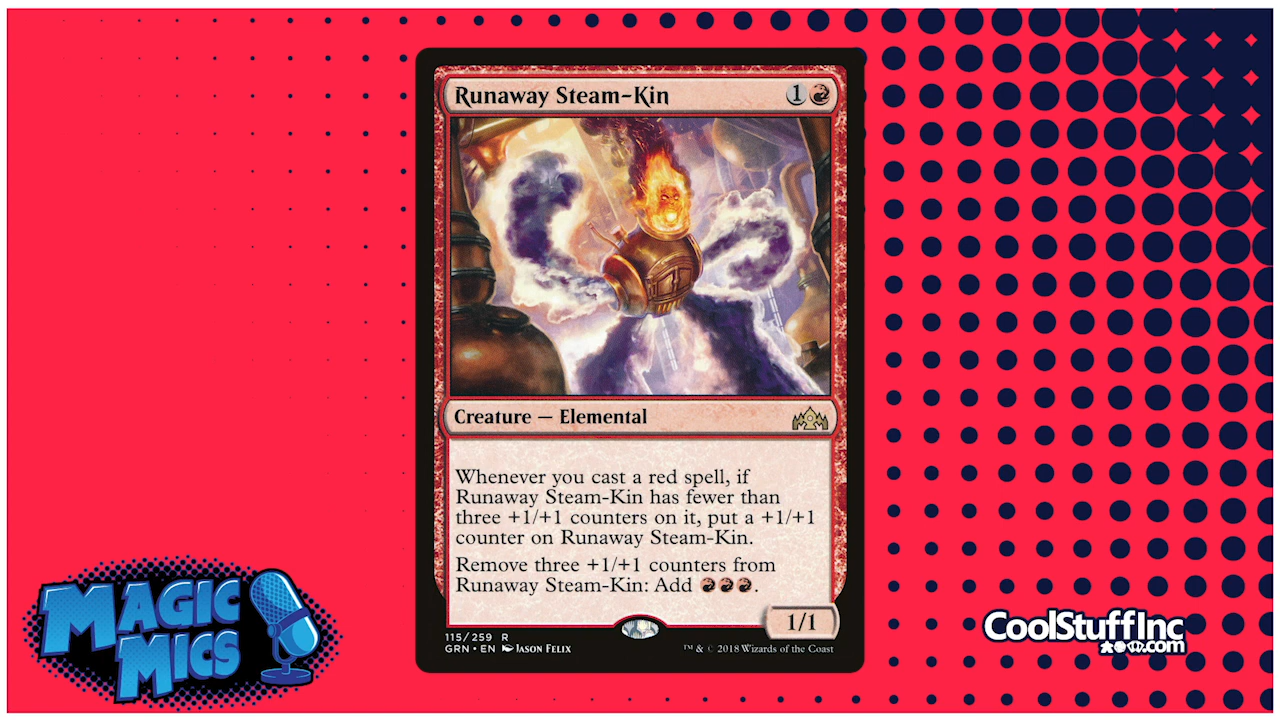 Runaway Steam-Kin
1
Creature — Elemental
Whenever you cast a red spell, if
Runaway Steam-Kin has fewer than
three +1/+1 counters on it, put a +1/+1
counter on Runaway Steam-Kin.
Remove three +1/+1 counters from
Runaway Steam-Kin: Add
1/1
115/259 R
GRN • EN Jason Felix
™ & © 2018 Wizards of the Coast
MAGIC
MICS
CoolStuffInc
.com